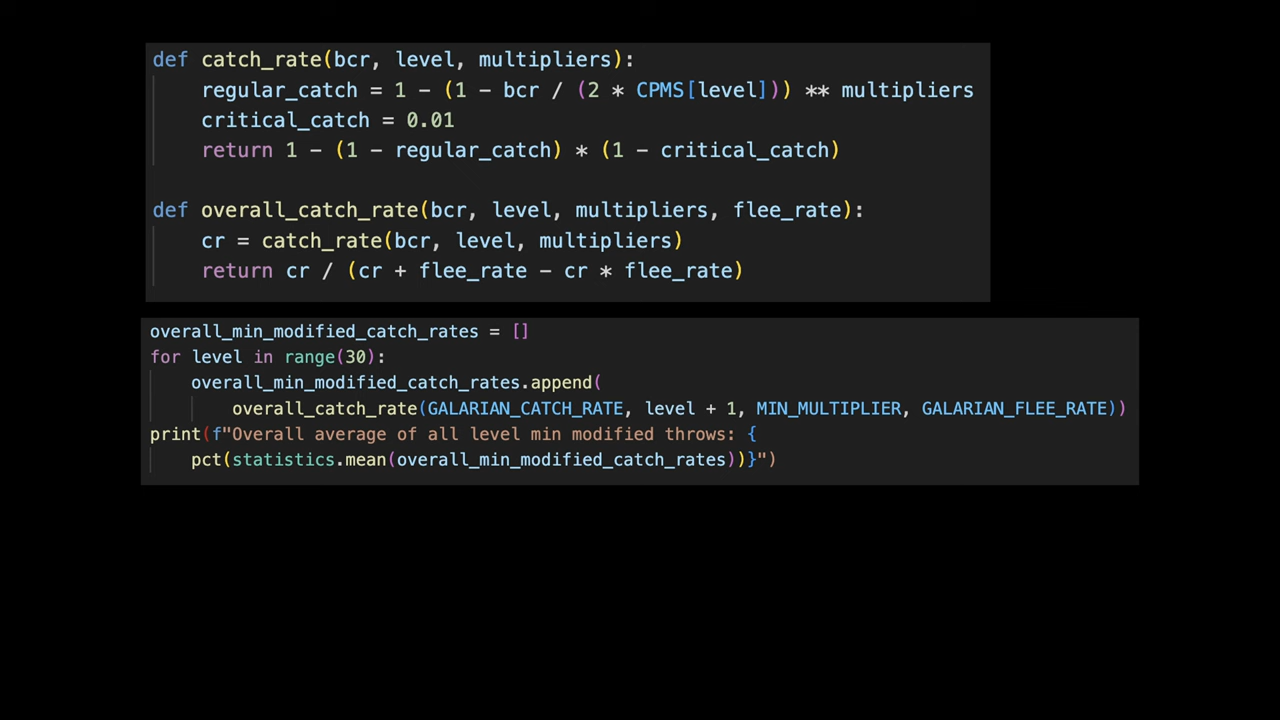 def catch_rate(bcr, level, multipliers):
    regular_catch = 1 - (1 - bcr / (2 * CPMS[level])) ** multipliers
    critical_catch = 0.01
    return 1 - (1 - regular_catch) * (1 - critical_catch)
def overall_catch_rate(bcr, level, multipliers, flee_rate):
    cr = catch_rate(bcr, level, multipliers)
    return cr / (cr + flee_rate - cr * flee_rate)
overall_min_modified_catch_rates = []
for level in range(30):
    overall_min_modified_catch_rates.append(
        overall_catch_rate(GALARIAN_CATCH_RATE, level + 1, MIN_MULTIPLIER, GALARIAN_FLEE_RATE))
print(f"Overall average of all level min modified throws: {
    pct(statistics.mean(overall_min_modified_catch_rates))}")